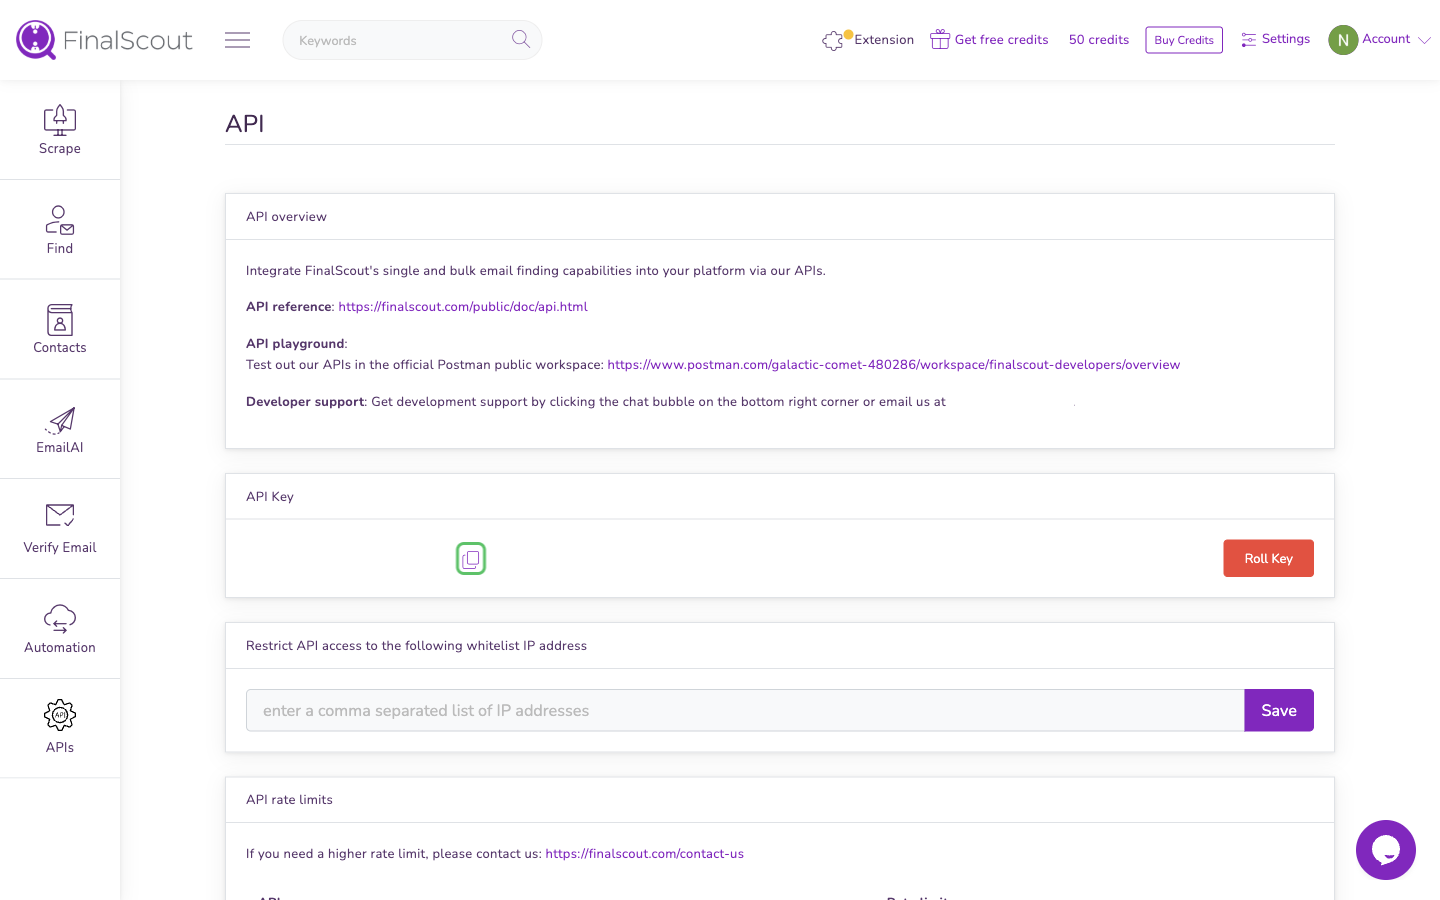 FinalScout
Keywords
Extension
Get free credits
50 credits
Buy Credits
Settings
N
Account
Scrape
Find
Contacts
EmailAI
Verify Email
Automation
API
APIs
API
API overview
Integrate FinalScout's single and bulk email finding capabilities into your platform via our APIs.
API reference: https://finalscout.com/public/doc/api.html
API playground:
Test out our APIs in the official Postman public workspace: https://www.postman.com/galactic-comet-480286/workspace/finalscout-developers/overview
Developer support: Get development support by clicking the chat bubble on the bottom right corner or email us at .
API Key
Roll Key
Restrict API access to the following whitelist IP address
enter a comma separated list of IP addresses
Save
API rate limits
If you need a higher rate limit, please contact us: https://finalscout.com/contact-us